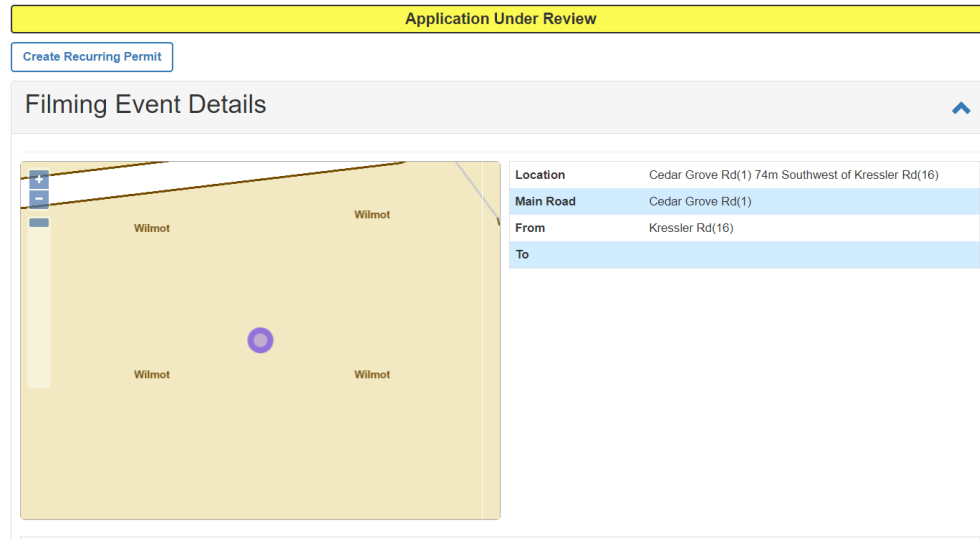 Application Under Review
Create Recurring Permit
Filming Event Details
+
−
Wilmot
Wilmot
Wilmot
Wilmot
Location Cedar Grove Rd(1) 74m Southwest of Kressler Rd(16)
Main Road Cedar Grove Rd(1)
From Kressler Rd(16)
To